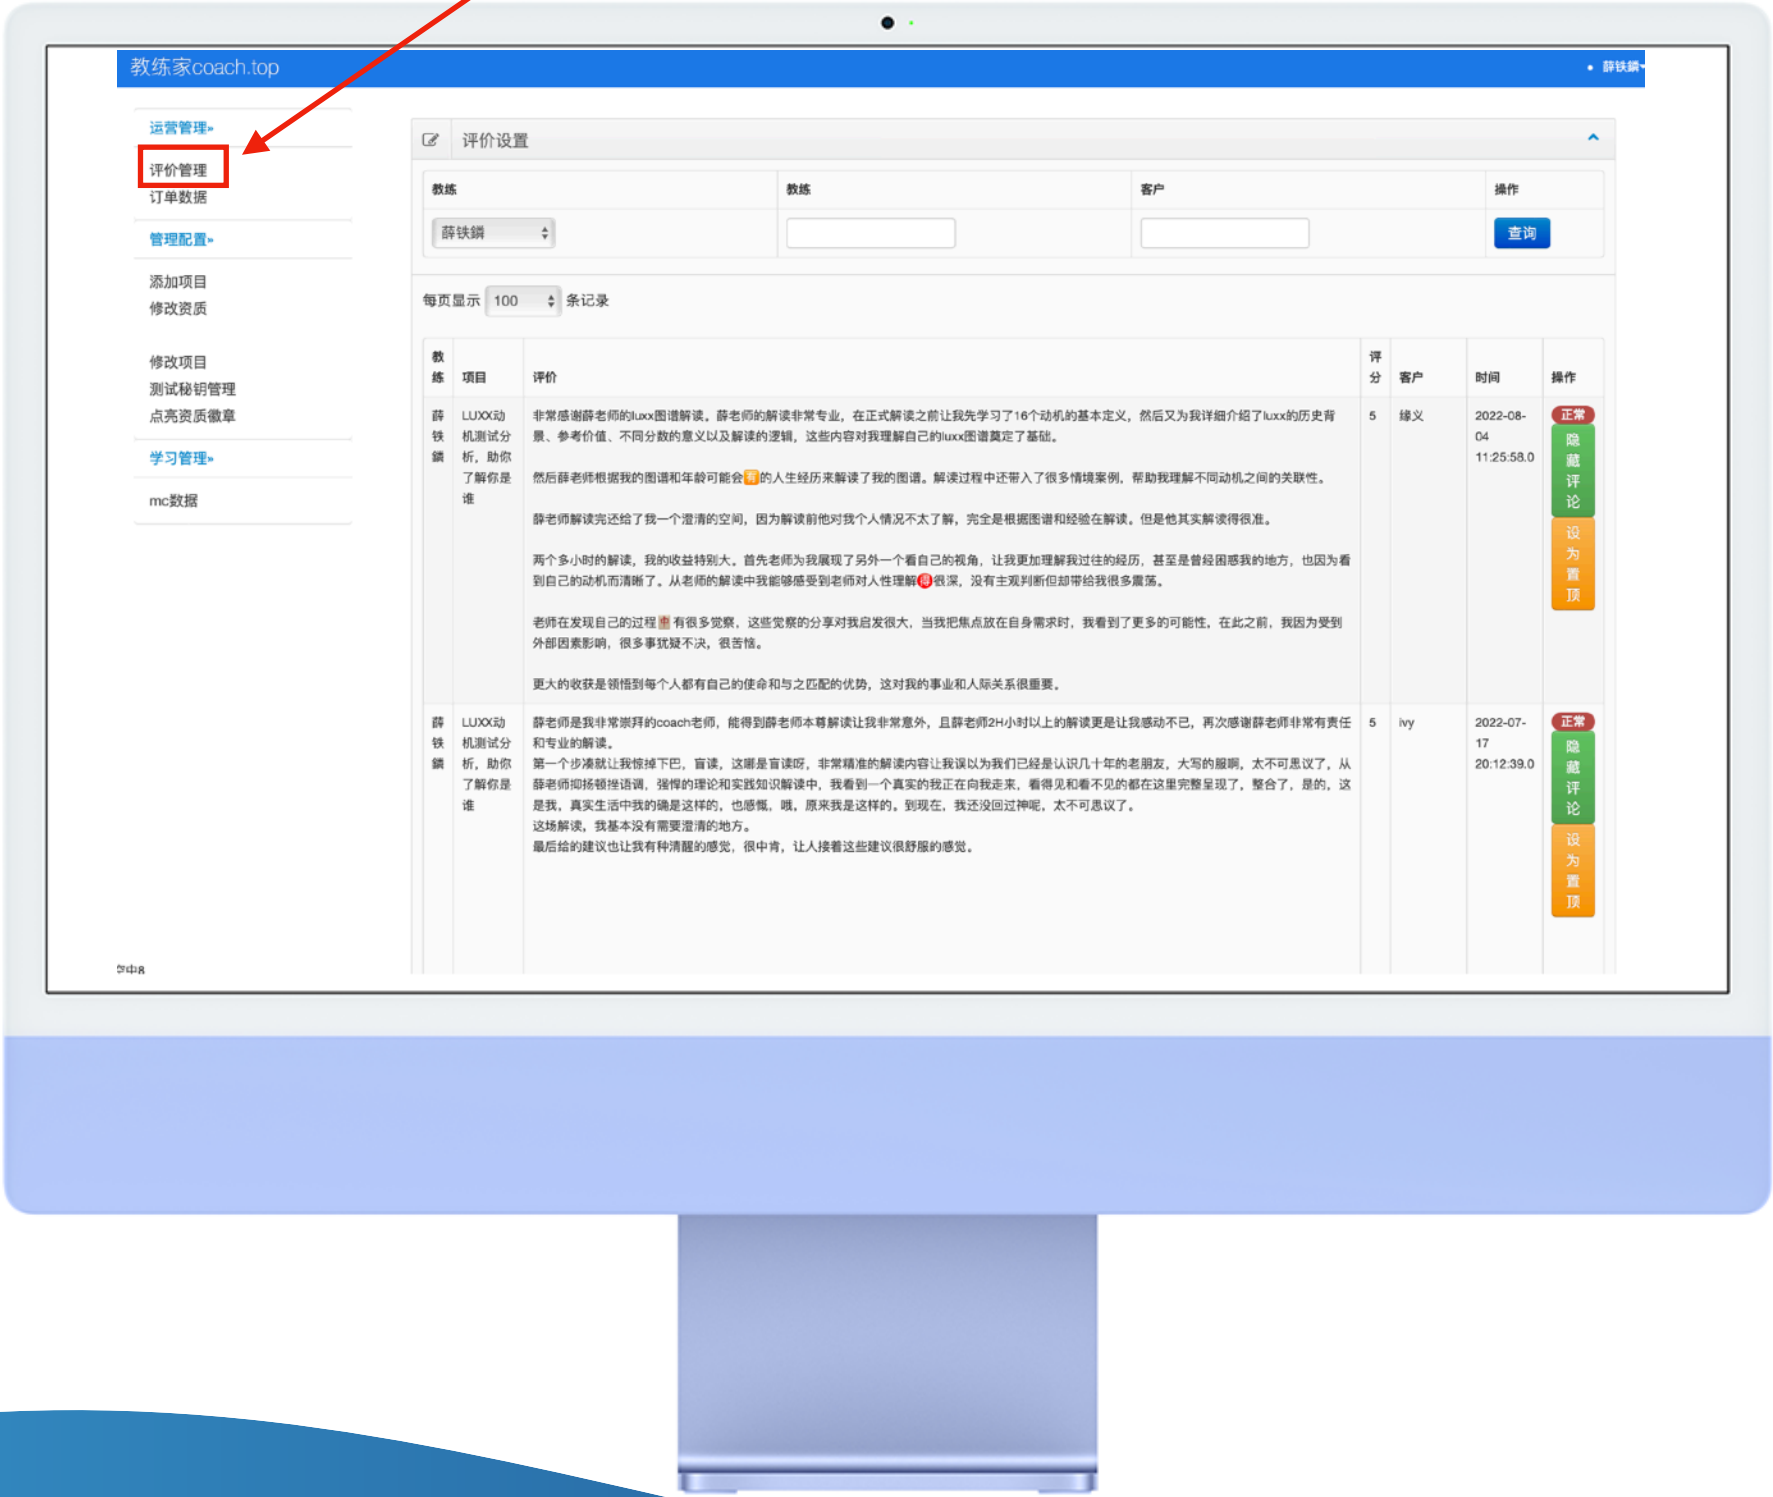 教练家coach.top
薛铁鏻
运营管理»
评价管理
订单数据
管理配置»
添加项目
修改资质
修改项目
测试秘钥管理
点亮资质徽章
学习管理»
mc数据
评价设置
教练 教练 客户 操作
薛铁鏻 查询
每页显示 100 条记录
教练 项目 评价 评分 客户 时间 操作
薛铁鏻
LUXX动
机测试分
析，助你
了解你是
谁
非常感谢薛老师的luxx图谱解读。薛老师的解读非常专业，在正式解读之前让我先学习了16个动机的基本定义，然后又为我详细介绍了luxx的历史背
景、参考价值、不同分数的意义以及解读的逻辑，这些内容对我理解自己的luxx图谱奠定了基础。
然后薛老师根据我的图谱和年龄可能会🈶的人生经历来解读了我的图谱。解读过程中还带入了很多情境案例，帮助我理解不同动机之间的关联性。
薛老师解读完还给了我一个澄清的空间，因为解读前他对我个人情况不太了解，完全是根据图谱和经验在解读。但是他其实解读得很准。
两个多小时的解读，我的收益特别大。首先老师为我展现了另外一个看自己的视角，让我更加理解我过往的经历，甚至是曾经困惑我的地方，也因为看
到自己的动机而清晰了。从老师的解读中我能够感受到老师对人性理解🉐很深，没有主观判断但却带给我很多震荡。
老师在发现自己的过程🀄有很多觉察，这些觉察的分享对我启发很大，当我把焦点放在自身需求时，我看到了更多的可能性，在此之前，我因为受到
外部因素影响，很多事犹疑不决，很苦恼。
更大的收获是领悟到每个人都有自己的使命和与之匹配的优势，这对我的事业和人际关系很重要。
5
缘义
2022-08-
04
11:25:58.0
正常
隐藏评论
设为置顶
薛铁鏻
LUXX动
机测试分
析，助你
了解你是
谁
薛老师是我非常崇拜的coach老师，能得到薛老师本尊解读让我非常意外，且薛老师2H小时以上的解读更是让我感动不已，再次感谢薛老师非常有责任
和专业的解读。
第一个步凑就让我惊掉下巴，盲读，这哪是盲读呀，非常精准的解读内容让我误以为我们已经是认识几十年的老朋友，大写的服啊，太不可思议了，从
薛老师抑扬顿挫语调，强悍的理论和实践知识解读中，我看到一个真实的我正在向我走来，看得见和看不见的都在这里完整呈现了，整合了，是的，这
是我，真实生活中我的确是这样的，也感慨，哦，原来我是这样的。到现在，我还没回过神呢，太不可思议了。
这场解读，我基本没有需要澄清的地方。
最后给的建议也让我有种清醒的感觉，很中肯，让人接着这些建议很舒服的感觉。
5
ivy
2022-07-
17
20:12:39.0
正常
隐藏评论
设为置顶